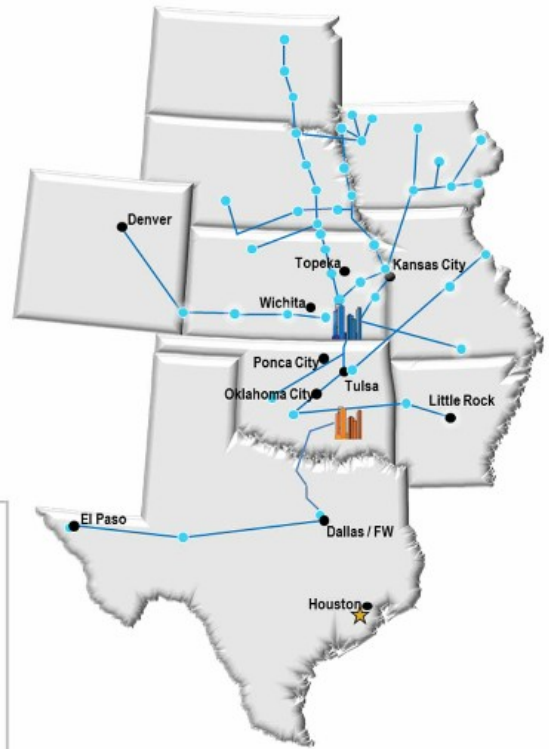 Denver
Topeka
Kansas City
Wichita
Ponca City
Tulsa
Oklahoma City
Little Rock
El Paso
Dallas / FW
Houston